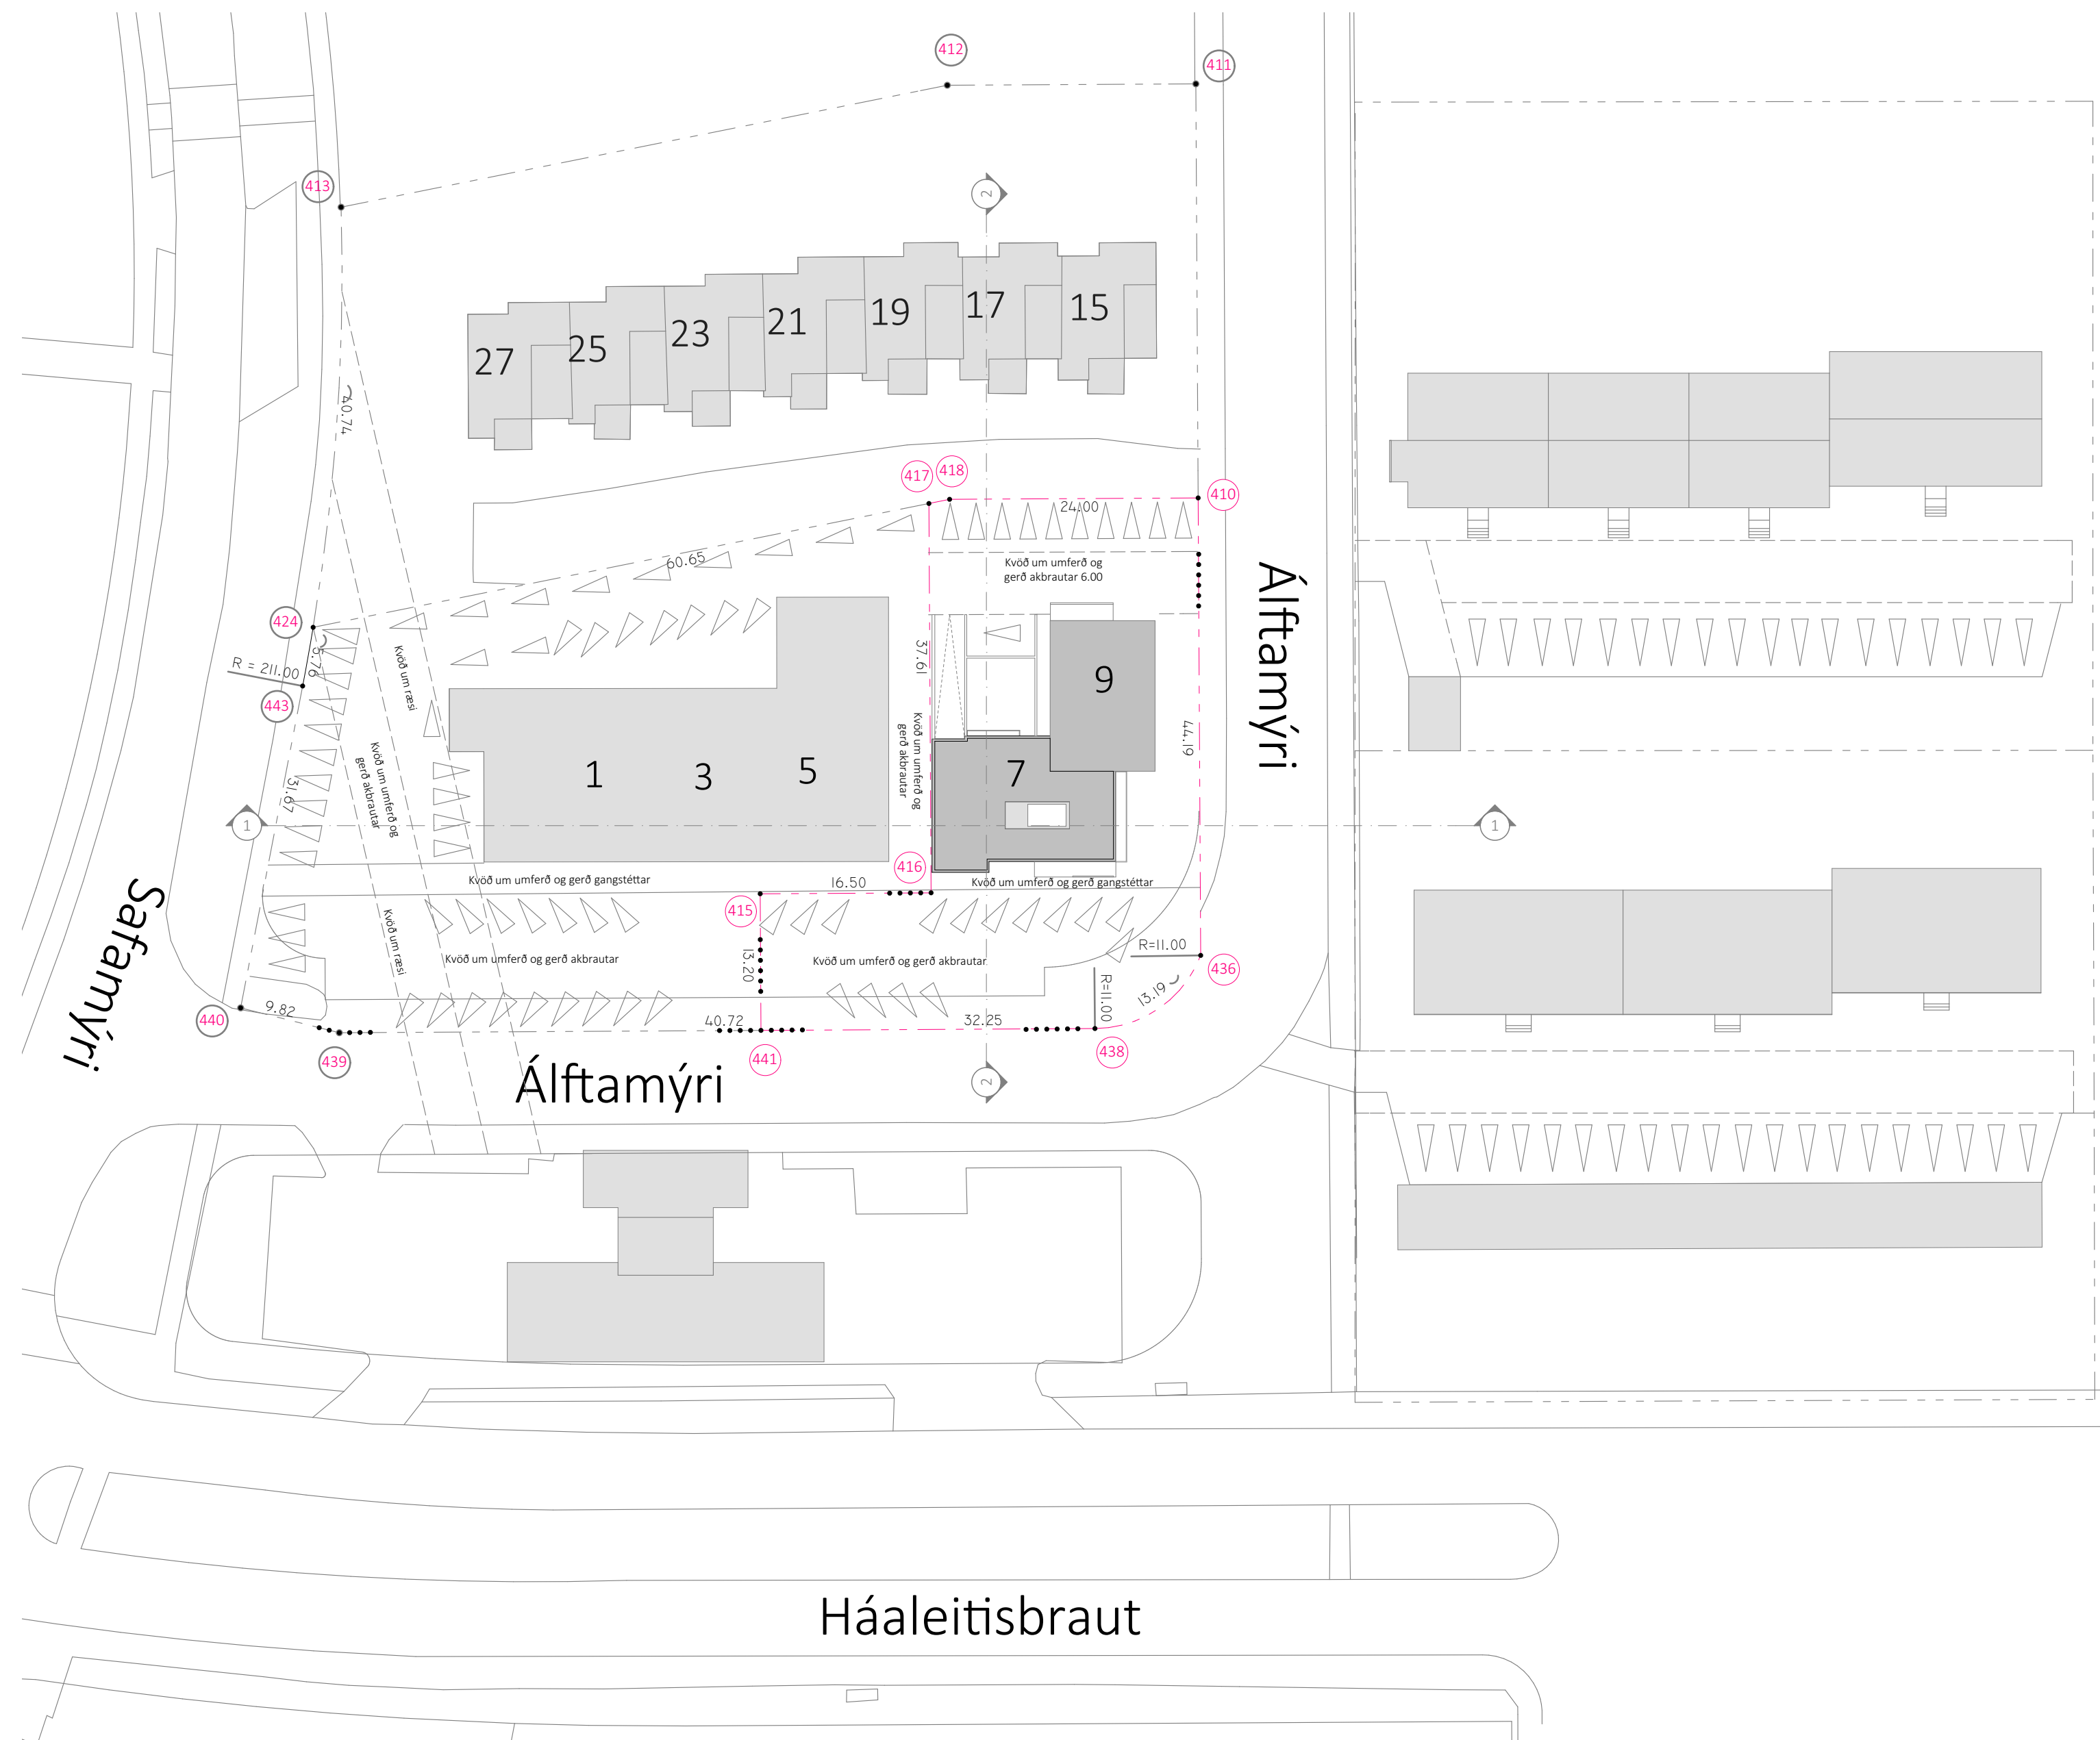 412
411
413
2
27
25
23
21
19
17
15
40.74
417
418
410
24.00
60.65
Kvöð um umferð og
gerð akbrautar 6.00
Álftamýri
424
5.76
R = 211.00
443
Kvöð um ræsi
37.61
9
44.19
Kvöð um umferð og
gerð akbrautar
Kvöð um umferð og
gerð akbrautar
1
3
5
7
31.67
1
1
416
Kvöð um umferð og gerð gangstéttar
16.50
Kvöð um umferð og gerð gangstéttar
415
Safamýri
Kvöð um ræsi
13.20
Kvöð um umferð og gerð akbrautar
Kvöð um umferð og gerð akbrautar
R=11.00
436
R=11.00
13.19
440
9.82
40.72
32.25
439
441
438
2
Álftamýri
Háaleitisbraut